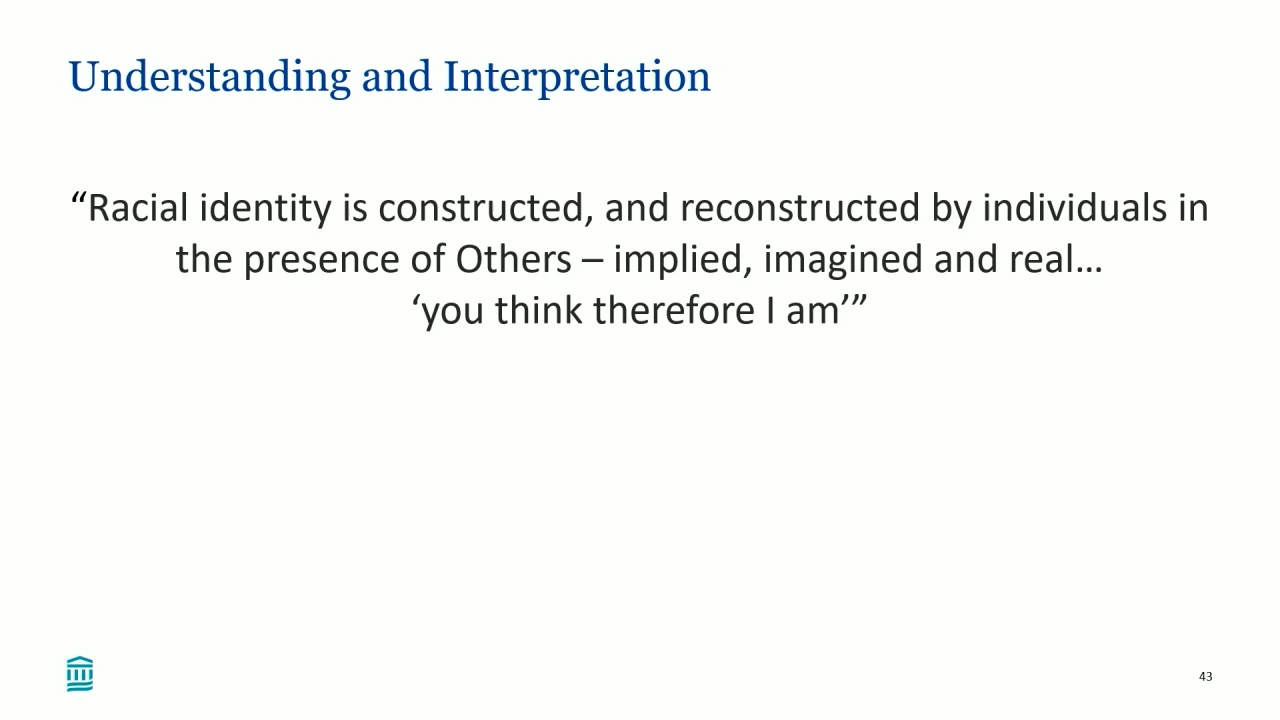 Understanding and Interpretation
“Racial identity is constructed, and reconstructed by individuals in
the presence of Others – implied, imagined and real…
‘you think therefore I am’”
43